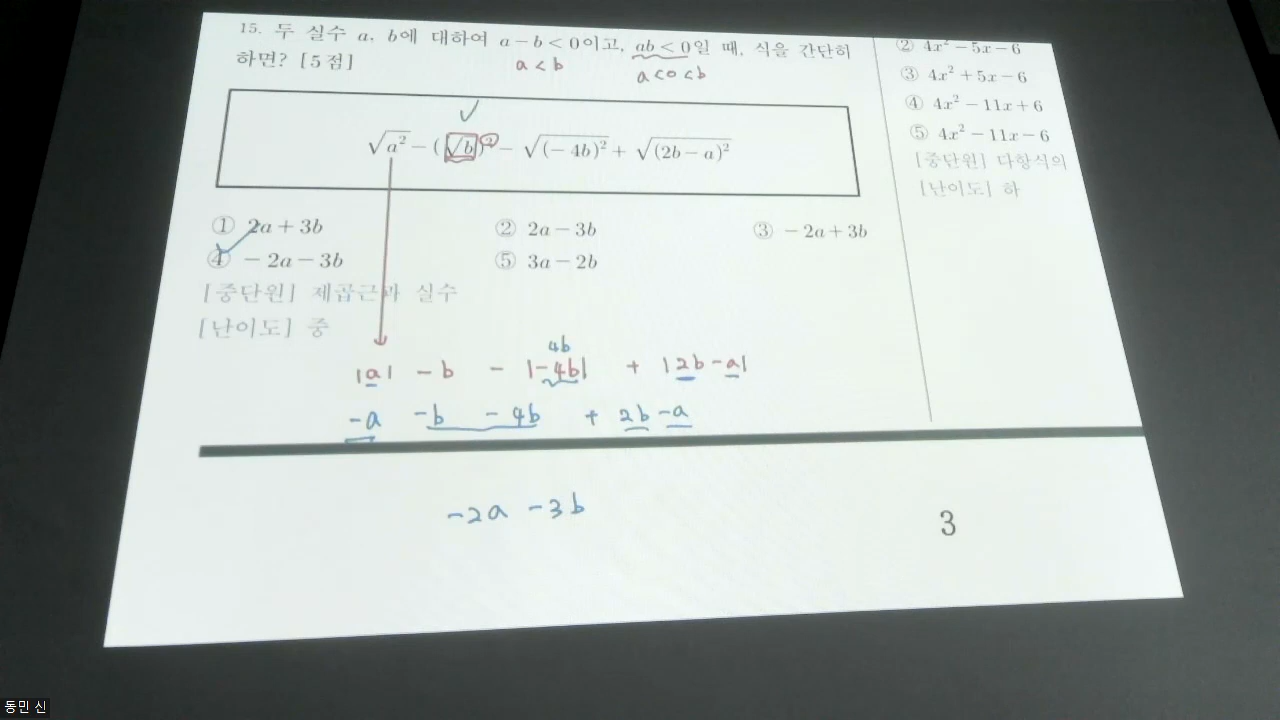 15. 두 실수 a, b에 대하여 a−b<0이고, ab<0일 때, 식을 간단히
하면? [5점]
a<b
a<0<b
√a² − (√b)² − √(−4b)² + √(2b−a)²
① 2a+3b
② 2a−3b
③ −2a+3b
④ −2a−3b
⑤ 3a−2b
[중단원] 제곱근과 실수
[난이도] 중
4b
|a| −b − |−4b| + |2b−a|
−a −b −4b + 2b−a
−2a −3b
② 4x²−5x−6
③ 4x²+5x−6
④ 4x²−11x+6
⑤ 4x²−11x−6
[중단원] 다항식의
[난이도] 하
3
동민 신